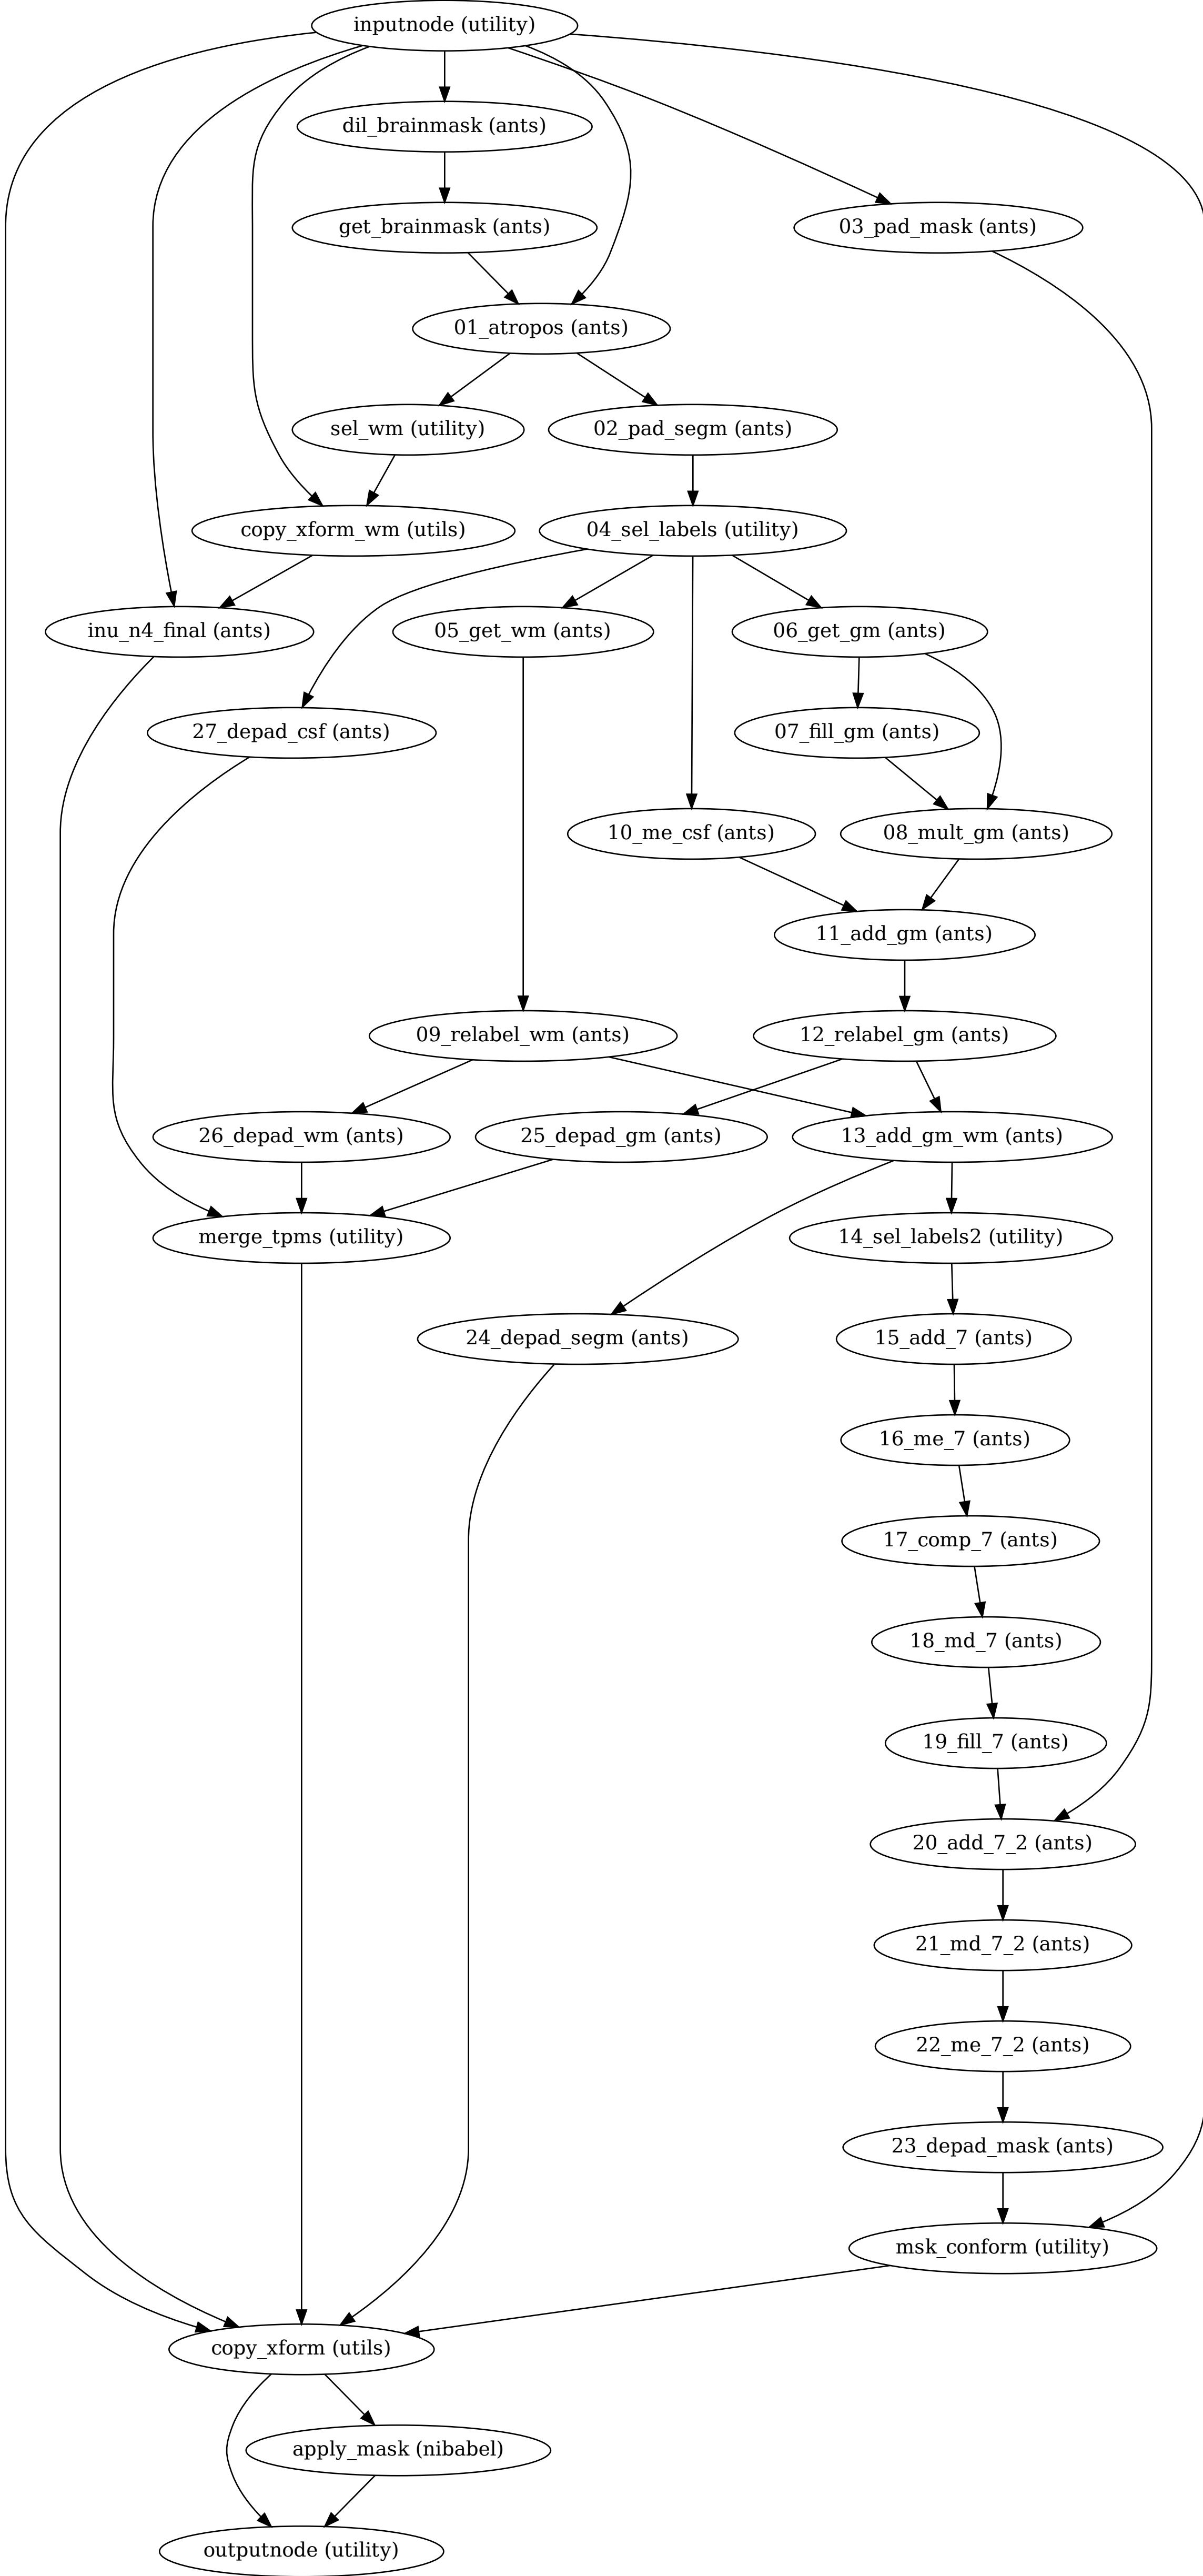 inputnode (utility)
dil_brainmask (ants)
get_brainmask (ants)
03_pad_mask (ants)
01_atropos (ants)
sel_wm (utility)
02_pad_segm (ants)
copy_xform_wm (utils)
04_sel_labels (utility)
inu_n4_final (ants)
05_get_wm (ants)
06_get_gm (ants)
27_depad_csf (ants)
07_fill_gm (ants)
10_me_csf (ants)
08_mult_gm (ants)
11_add_gm (ants)
09_relabel_wm (ants)
12_relabel_gm (ants)
26_depad_wm (ants)
25_depad_gm (ants)
13_add_gm_wm (ants)
merge_tpms (utility)
14_sel_labels2 (utility)
24_depad_segm (ants)
15_add_7 (ants)
16_me_7 (ants)
17_comp_7 (ants)
18_md_7 (ants)
19_fill_7 (ants)
20_add_7_2 (ants)
21_md_7_2 (ants)
22_me_7_2 (ants)
23_depad_mask (ants)
msk_conform (utility)
copy_xform (utils)
apply_mask (nibabel)
outputnode (utility)